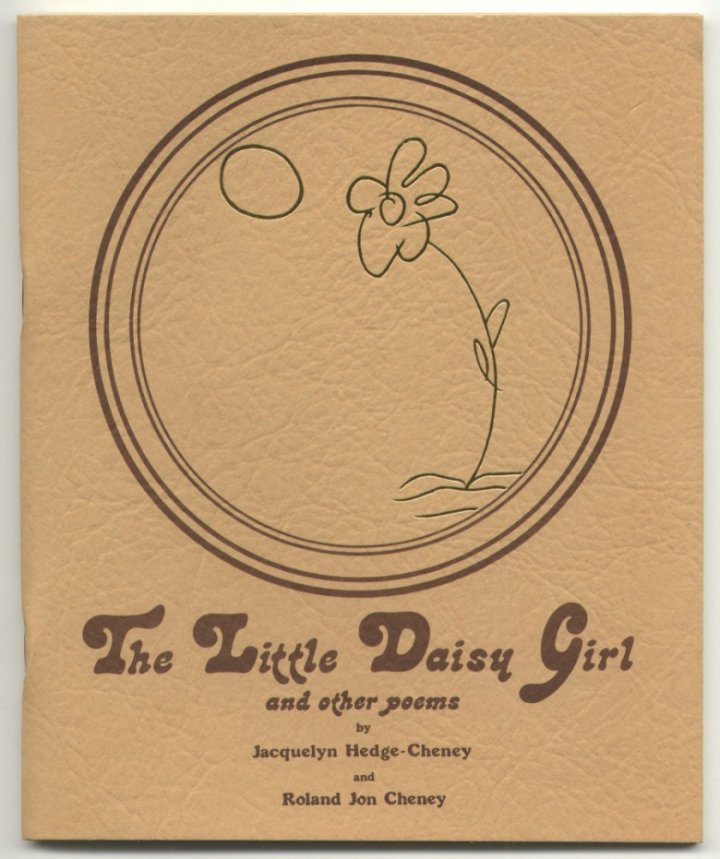 The Little Daisy Girl
and other poems
by
Jacquelyn Hedge-Cheney
and
Roland Jon Cheney